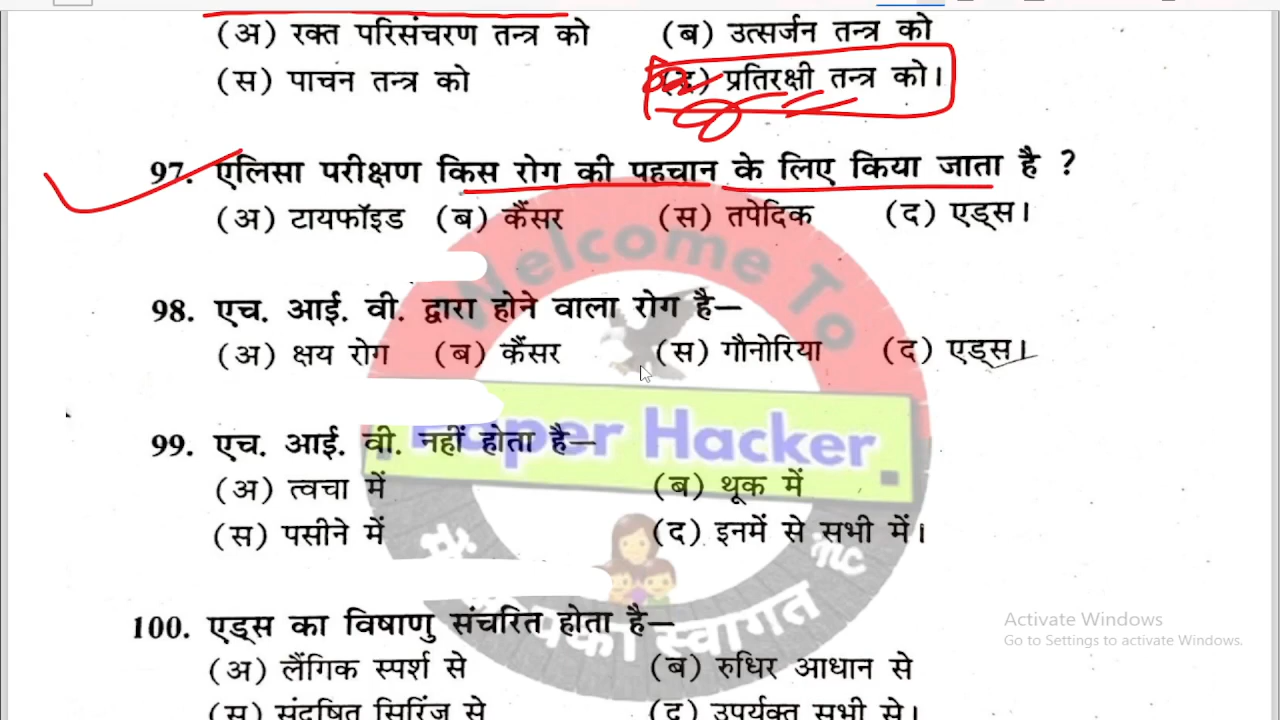 (अ) रक्त परिसंचरण तन्त्र को (ब) उत्सर्जन तन्त्र को
(स) पाचन तन्त्र को (द) प्रतिरक्षी तन्त्र को।
97. एलिसा परीक्षण किस रोग की पहचान के लिए किया जाता है ?
(अ) टायफॉइड (ब) कैंसर (स) तपेदिक (द) एड्स।
Welcome To
98. एच. आई. वी. द्वारा होने वाला रोग है—
(अ) क्षय रोग (ब) कैंसर (स) गौनोरिया (द) एड्स।
Hacker
99. एच. आई. वी. नहीं होता है—
(अ) त्वचा में (ब) थूक में
(स) पसीने में (द) इनमें से सभी में।
inc
स्वागत
100. एड्स का विषाणु संचरित होता है—
Activate Windows
Go to Settings to activate Windows.
(अ) लैंगिक स्पर्श से (ब) रुधिर आधान से
(स) संदूषित सिरिंज से (द) उपर्युक्त सभी से।